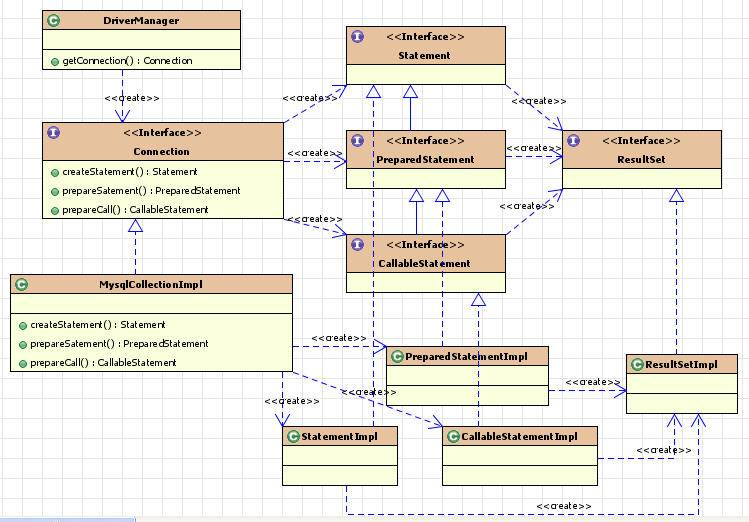 DriverManager
getConnection() : Connection
<<create>>
<<Interface>>
Statement
<<create>>
<<create>>
<<Interface>>
Connection
createStatement() : Statement
prepareSatement() : PreparedStatement
prepareCall() : CallableStatement
<<create>>
<<Interface>>
PreparedStatement
<<create>>
<<Interface>>
ResultSet
<<create>>
<<create>>
<<Interface>>
CallableStatement
MysqlCollectionImpl
createStatement() : Statement
prepareSatement() : PreparedStatement
prepareCall() : CallableStatement
<<create>>
PreparedStatementImpl
<<create>>
ResultSetImpl
<<create>>
<<create>>
StatementImpl
CallableStatementImpl
<<create>>
<<create>>